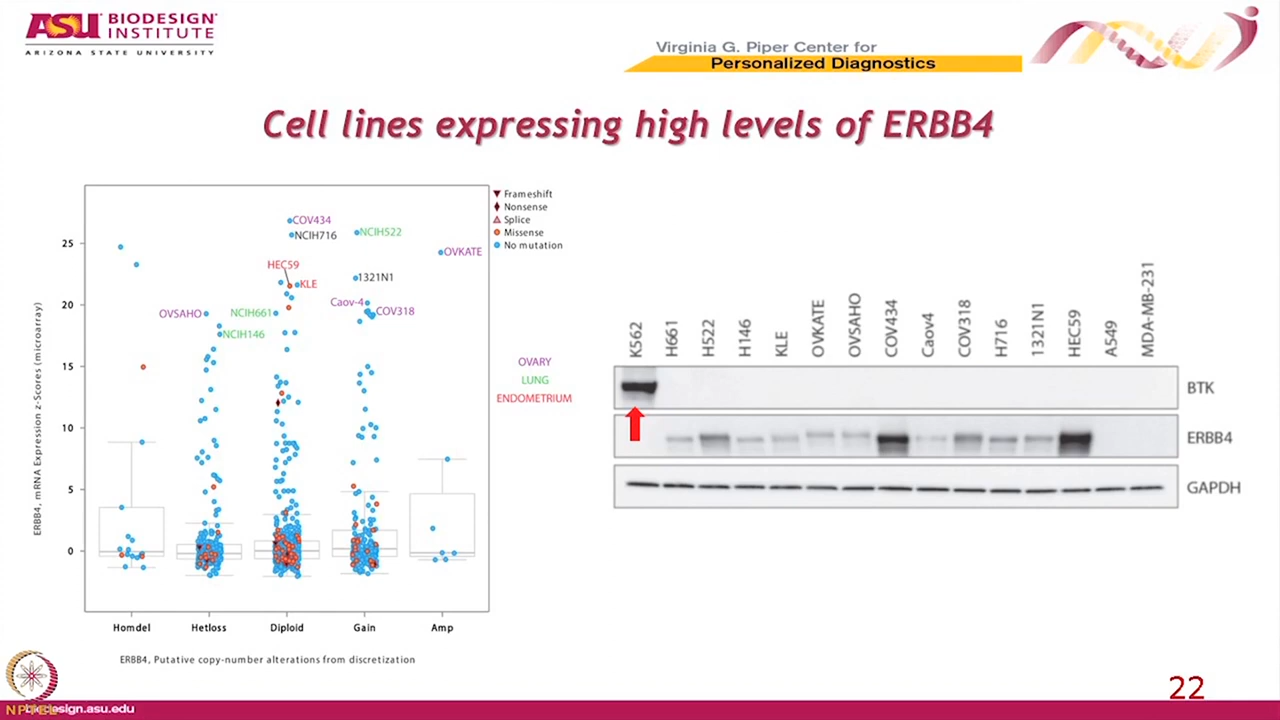 ASU BIODESIGN INSTITUTE
ARIZONA STATE UNIVERSITY
Virginia G. Piper Center for
Personalized Diagnostics
Cell lines expressing high levels of ERBB4
ERBB4, mRNA Expression z-Scores (microarray)
25
20
15
10
5
0
COV434
NCIH716
NCIH522
OVKATE
HEC59
KLE
1321N1
Caov-4
COV318
OVSAHO
NCIH661
NCIH146
Homdel
Hetloss
Diploid
Gain
Amp
ERBB4, Putative copy-number alterations from discretization
Frameshift
Nonsense
Splice
Missense
No mutation
OVARY
LUNG
ENDOMETRIUM
K562
H661
H522
H146
KLE
OVKATE
OVSAHO
COV434
Caov4
COV318
H716
1321N1
HEC59
A549
MDA-MB-231
BTK
ERBB4
GAPDH
22
NPTEL
biodesign.asu.edu